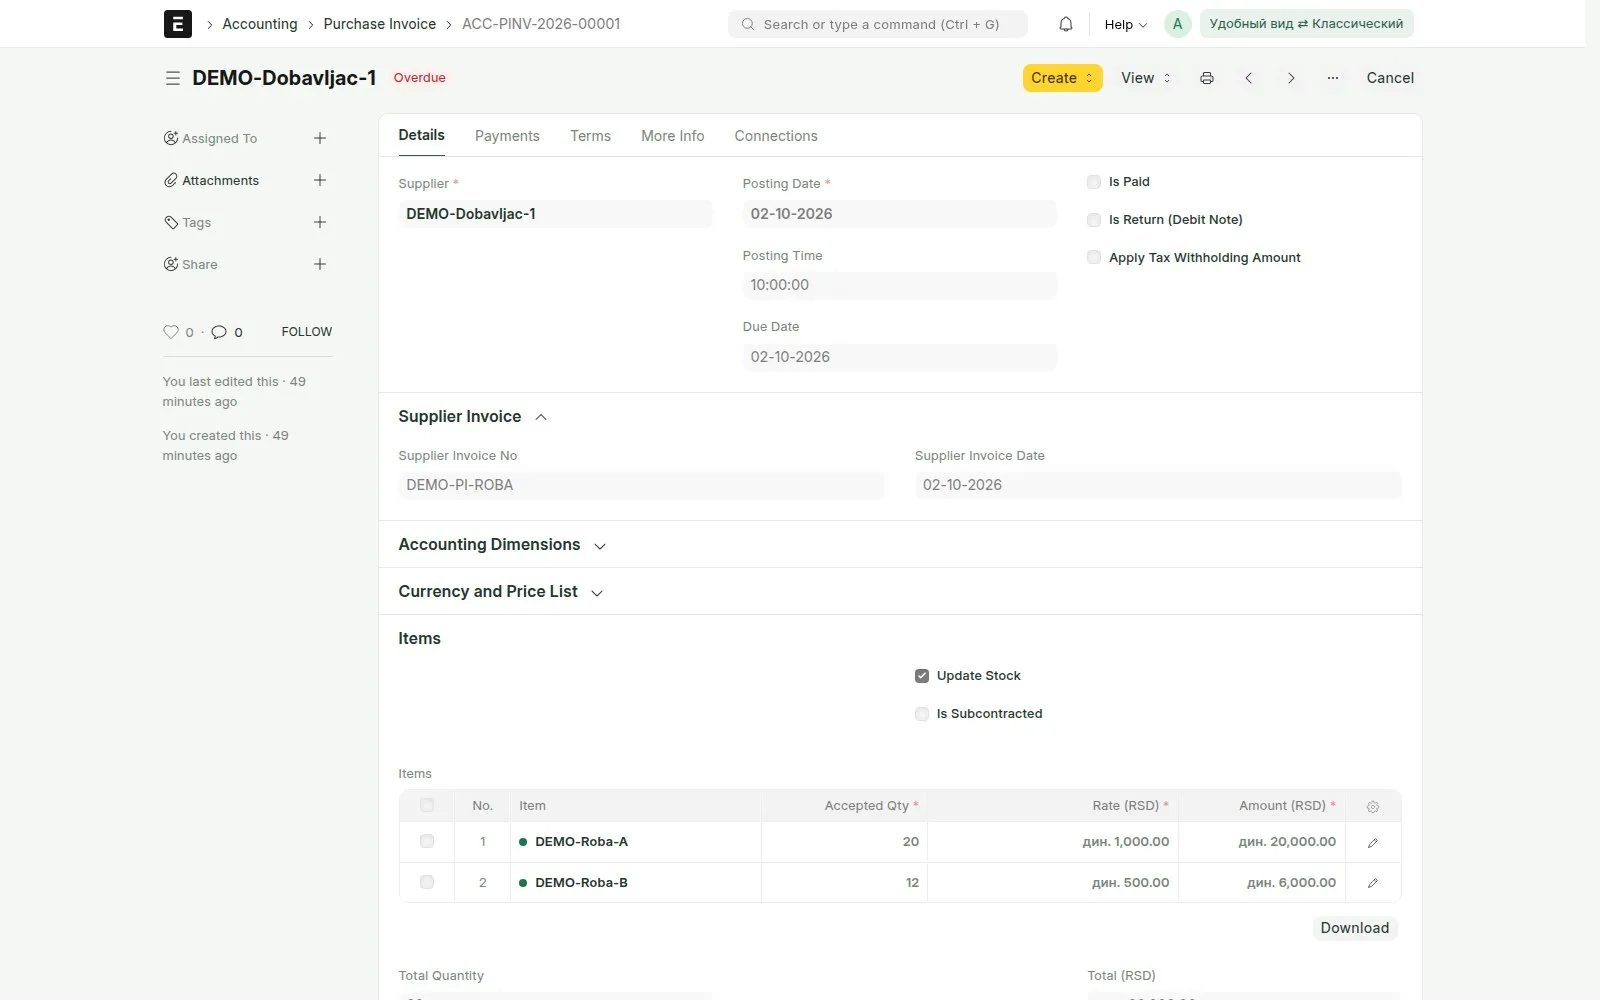 Accounting
Purchase Invoice
ACC-PINV-2026-00001
Search or type a command (Ctrl + G)
Help
A
Удобный вид ⇄ Классический
DEMO-Dobavljac-1
Overdue
Create
View
Cancel
Assigned To
Attachments
Tags
Share
0 · 0
FOLLOW
You last edited this · 49
minutes ago
You created this · 49
minutes ago
Details
Payments
Terms
More Info
Connections
Supplier *
DEMO-Dobavljac-1
Posting Date *
02-10-2026
Posting Time
10:00:00
Due Date
02-10-2026
Is Paid
Is Return (Debit Note)
Apply Tax Withholding Amount
Supplier Invoice
Supplier Invoice No
DEMO-PI-ROBA
Supplier Invoice Date
02-10-2026
Accounting Dimensions
Currency and Price List
Items
Update Stock
Is Subcontracted
Items
No. Item Accepted Qty * Rate (RSD) * Amount (RSD) *
1 DEMO-Roba-A 20 дин. 1,000.00 дин. 20,000.00
2 DEMO-Roba-B 12 дин. 500.00 дин. 6,000.00
Download
Total Quantity
Total (RSD)